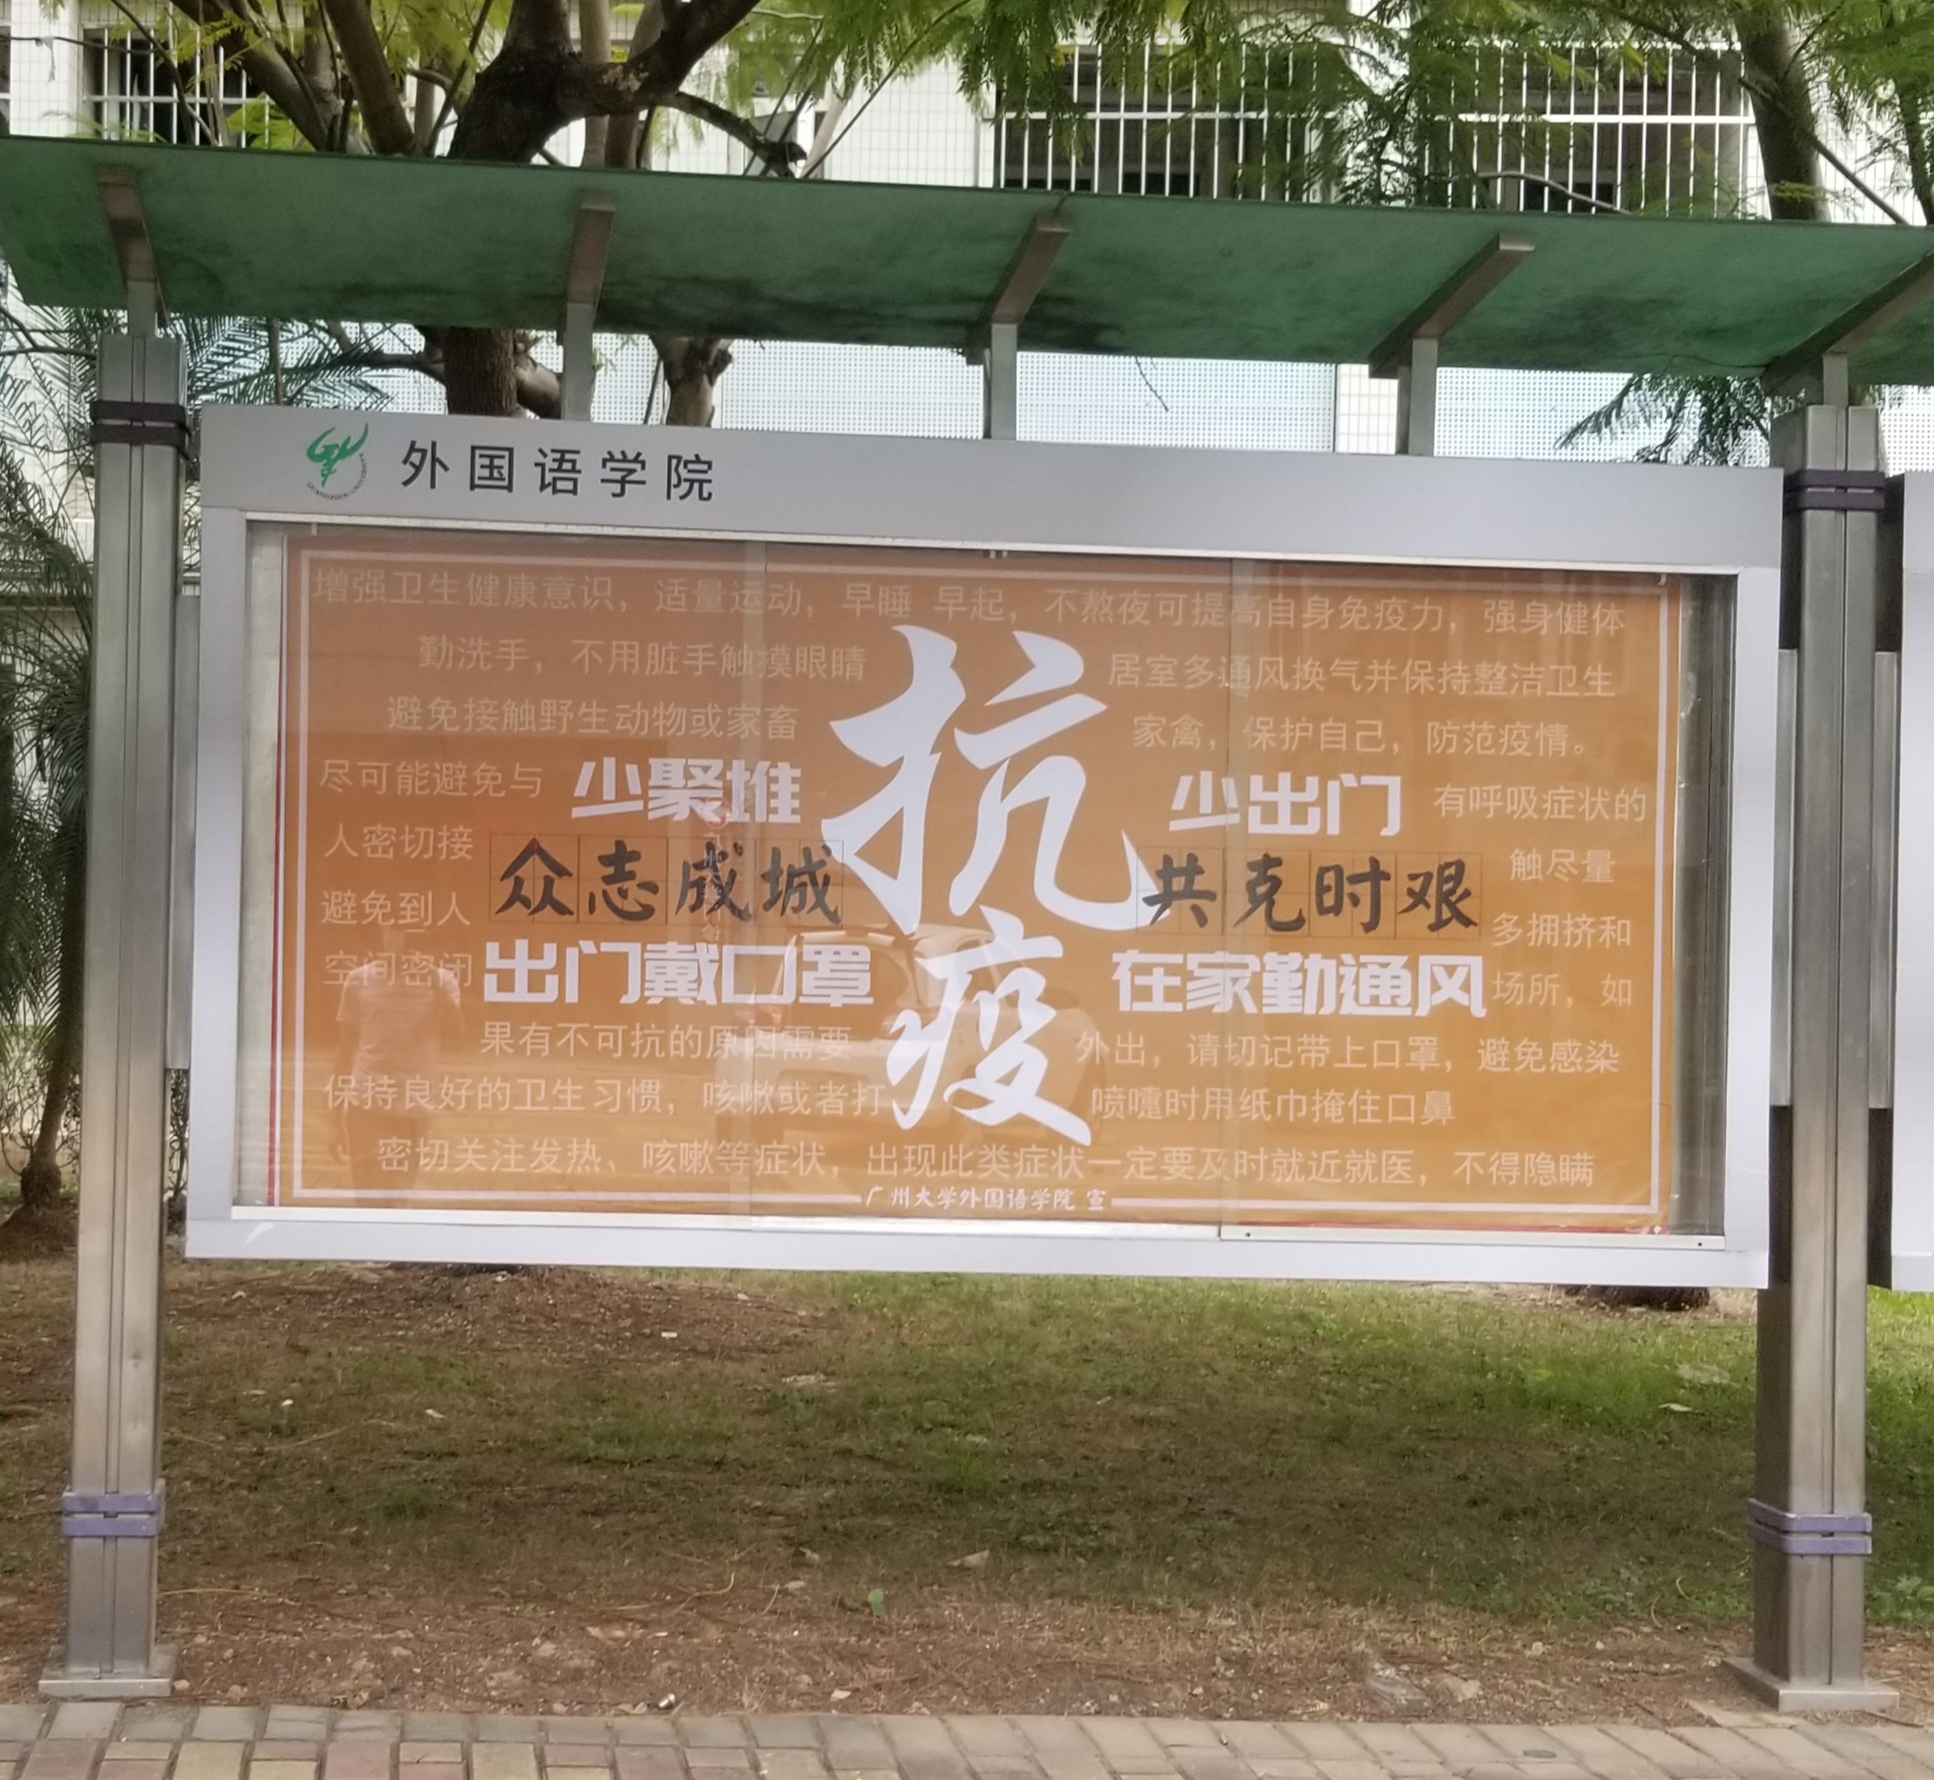 外国语学院
增强卫生健康意识，适量运动，早睡 早起，不熬夜可提高自身免疫力，强身健体
勤洗手，不用脏手触摸眼睛 居室多通风换气并保持整洁卫生
避免接触野生动物或家畜 家禽，保护自己，防范疫情。
抗疫
尽可能避免与 少聚堆 少出门 有呼吸症状的
人密切接 众志成城 共克时艰 触尽量
避免到人 多拥挤和
空间密闭 出门戴口罩 在家勤通风 场所，如
果有不可抗的原因需要 外出，请切记带上口罩，避免感染
保持良好的卫生习惯，咳嗽或者打 喷嚏时用纸巾掩住口鼻
密切关注发热、咳嗽等症状，出现此类症状一定要及时就近就医，不得隐瞒
广州大学外国语学院 宣